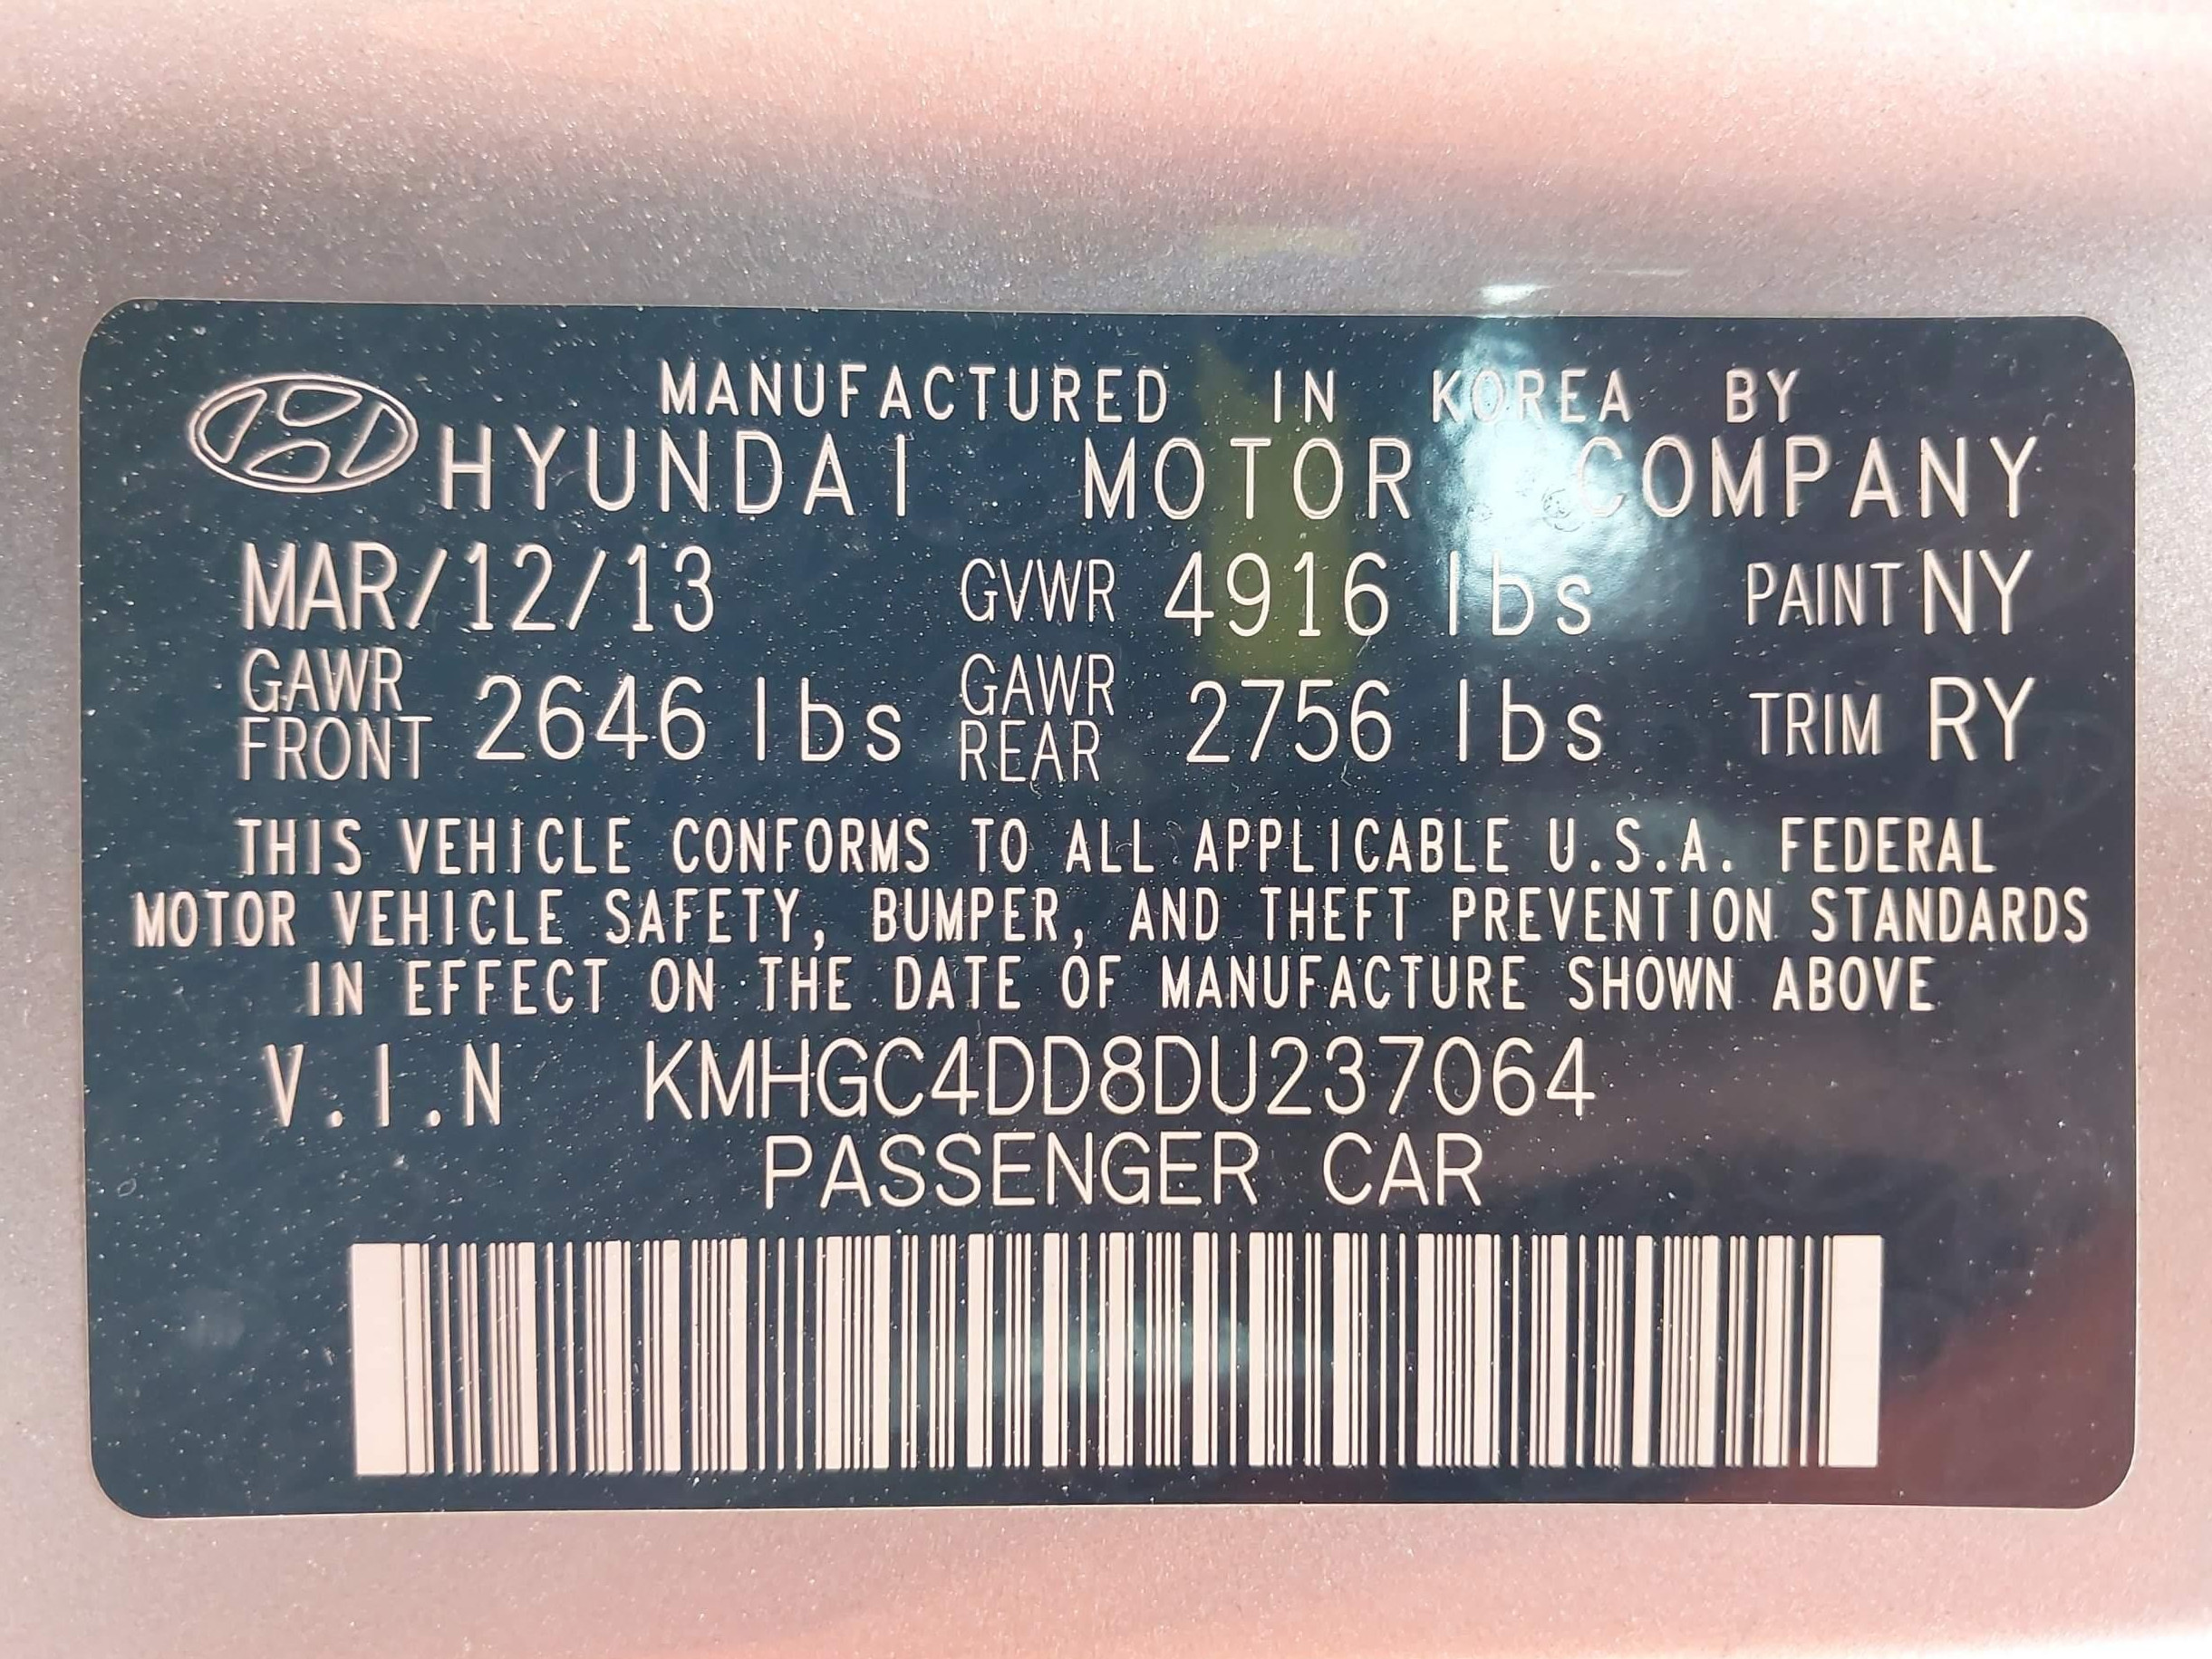 MANUFACTURED IN KOREA BY
HYUNDAI MOTOR COMPANY
MAR/12/13 GVWR 4916 lbs PAINT NY
GAWR FRONT 2646 lbs GAWR REAR 2756 lbs TRIM RY
THIS VEHICLE CONFORMS TO ALL APPLICABLE U.S.A. FEDERAL
MOTOR VEHICLE SAFETY, BUMPER, AND THEFT PREVENTION STANDARDS
IN EFFECT ON THE DATE OF MANUFACTURE SHOWN ABOVE
V.I.N KMHGC4DD8DU237064
PASSENGER CAR